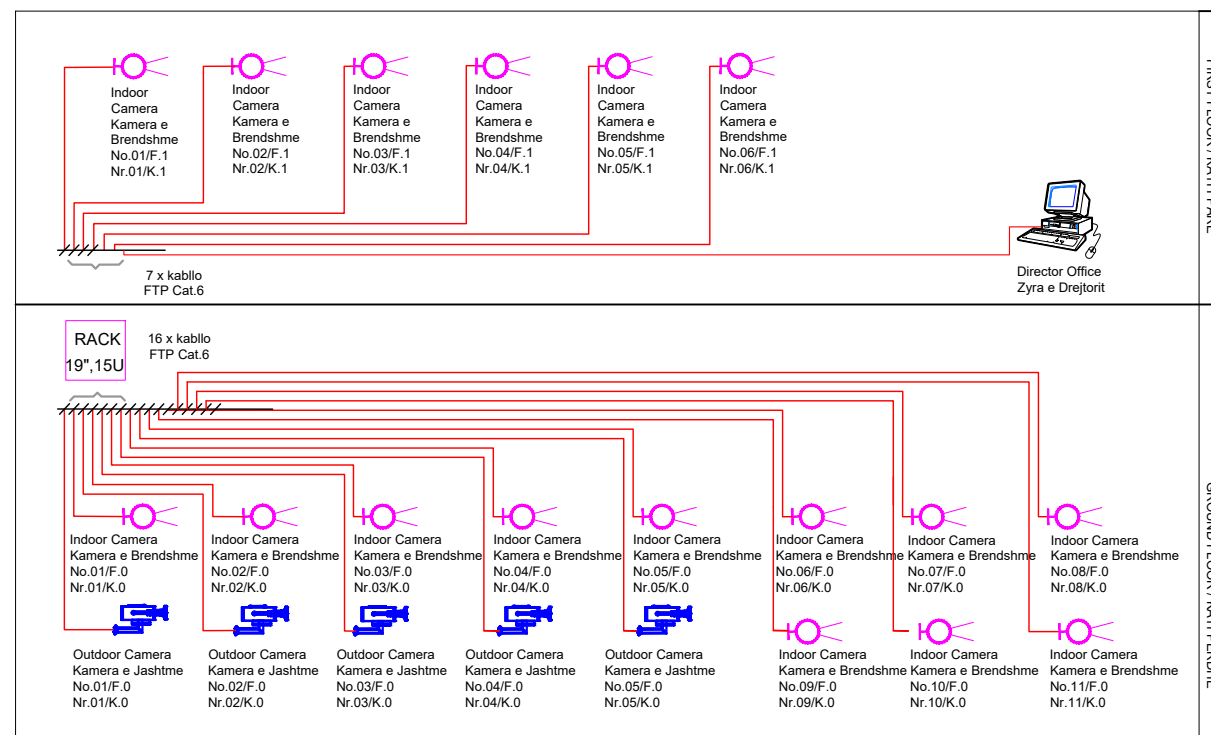 Indoor
Camera
Kamera e
Brendshme
No.01/F.1
Nr.01/K.1
Indoor
Camera
Kamera e
Brendshme
No.02/F.1
Nr.02/K.1
Indoor
Camera
Kamera e
Brendshme
No.03/F.1
Nr.03/K.1
Indoor
Camera
Kamera e
Brendshme
No.04/F.1
Nr.04/K.1
Indoor
Camera
Kamera e
Brendshme
No.05/F.1
Nr.05/K.1
Indoor
Camera
Kamera e
Brendshme
No.06/F.1
Nr.06/K.1
7 x kabllo
FTP Cat.6
Director Office
Zyra e Drejtorit
RACK
19",15U
16 x kabllo
FTP Cat.6
Indoor Camera
Kamera e Brendshme
No.01/F.0
Nr.01/K.0
Indoor Camera
Kamera e Brendshme
No.02/F.0
Nr.02/K.0
Indoor Camera
Kamera e Brendshme
No.03/F.0
Nr.03/K.0
Indoor Camera
Kamera e Brendshme
No.04/F.0
Nr.04/K.0
Indoor Camera
Kamera e Brendshme
No.05/F.0
Nr.05/K.0
Indoor Camera
Kamera e Brendshme
No.06/F.0
Nr.06/K.0
Indoor Camera
Kamera e Brendshme
No.07/F.0
Nr.07/K.0
Indoor Camera
Kamera e Brendshme
No.08/F.0
Nr.08/K.0
Outdoor Camera
Kamera e Jashtme
No.01/F.0
Nr.01/K.0
Outdoor Camera
Kamera e Jashtme
No.02/F.0
Nr.02/K.0
Outdoor Camera
Kamera e Jashtme
No.03/F.0
Nr.03/K.0
Outdoor Camera
Kamera e Jashtme
No.04/F.0
Nr.04/K.0
Outdoor Camera
Kamera e Jashtme
No.05/F.0
Nr.05/K.0
Indoor Camera
Kamera e Brendshme
No.09/F.0
Nr.09/K.0
Indoor Camera
Kamera e Brendshme
No.10/F.0
Nr.10/K.0
Indoor Camera
Kamera e Brendshme
No.11/F.0
Nr.11/K.0